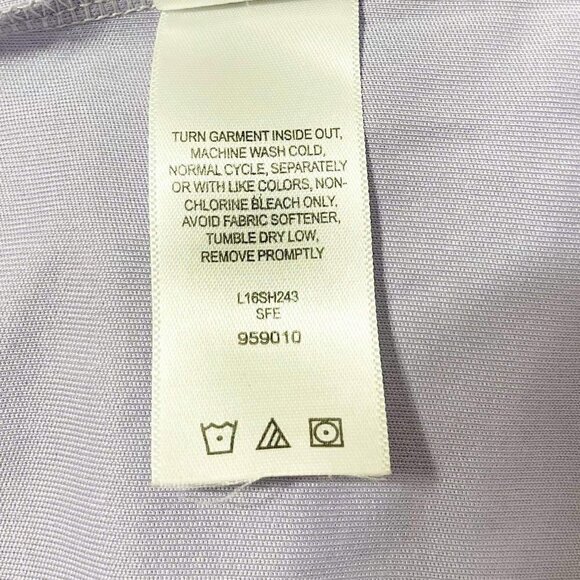 TURN GARMENT INSIDE OUT,
MACHINE WASH COLD,
NORMAL CYCLE, SEPARATELY
OR WITH LIKE COLORS, NON-
CHLORINE BLEACH ONLY.
AVOID FABRIC SOFTENER,
TUMBLE DRY LOW,
REMOVE PROMPTLY
L16SH243
SFE
959010